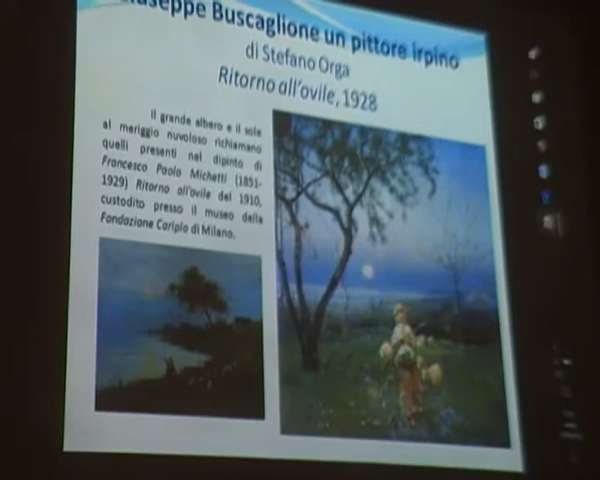 Giuseppe Buscaglione un pittore irpino
di Stefano Orga
Ritorno all'ovile, 1928
Il grande albero e il sole
al meriggio nuvoloso richiamano
quelli presenti nel dipinto di
Francesco Paolo Michetti (1851-
1929) Ritorno all'ovile del 1910,
custodito presso il museo della
Fondazione Cariplo di Milano.